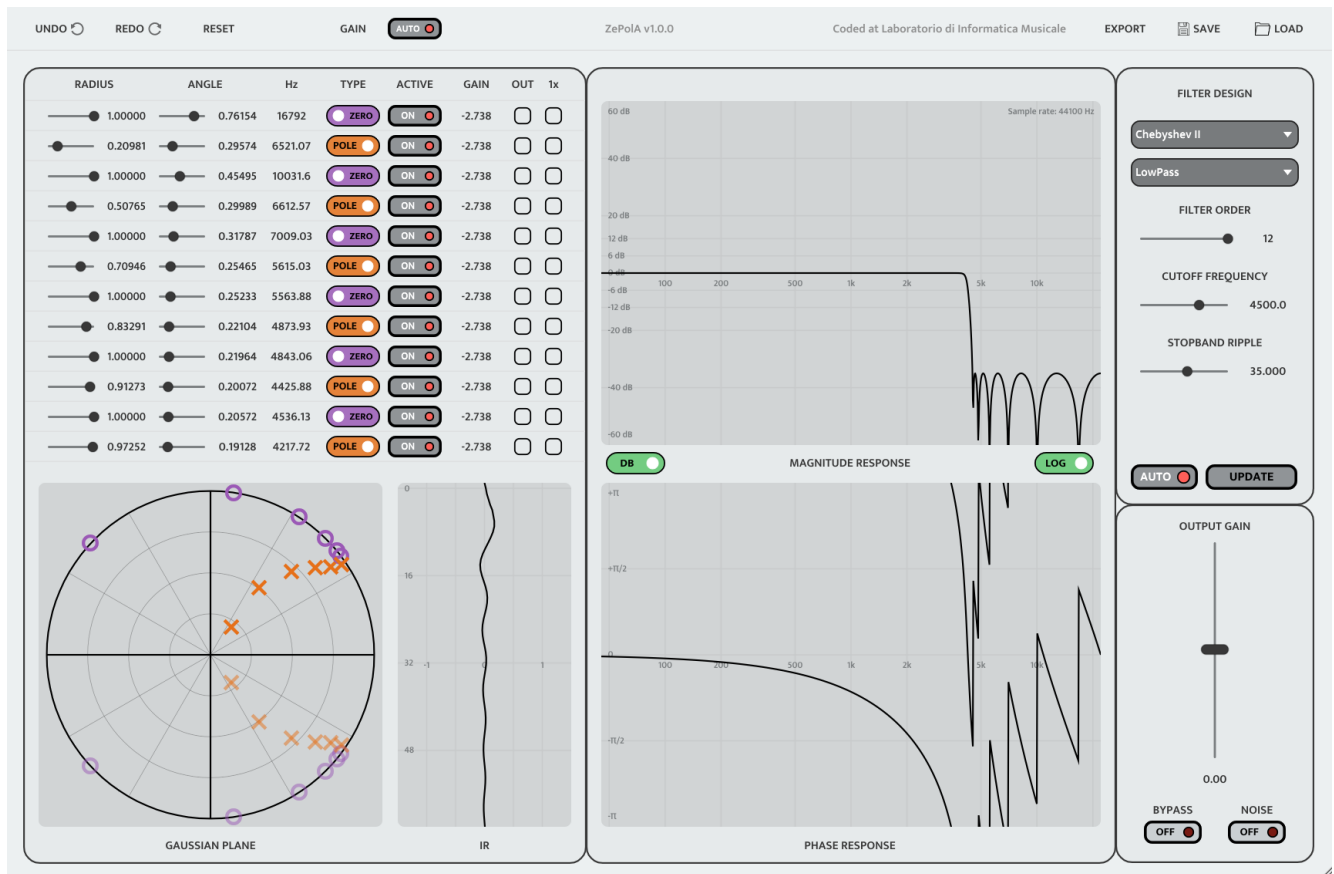 UNDO REDO RESET GAIN AUTO ZePolA v1.0.0 Coded at Laboratorio di Informatica Musicale EXPORT SAVE LOAD
RADIUS ANGLE Hz TYPE ACTIVE GAIN OUT 1x
1.00000 0.76154 16792 ZERO ON -2.738
0.20981 0.29574 6521.07 POLE ON -2.738
1.00000 0.45495 10031.6 ZERO ON -2.738
0.50765 0.29989 6612.57 POLE ON -2.738
1.00000 0.31787 7009.03 ZERO ON -2.738
0.70946 0.25465 5615.03 POLE ON -2.738
1.00000 0.25233 5563.88 ZERO ON -2.738
0.83291 0.22104 4873.93 POLE ON -2.738
1.00000 0.21964 4843.06 ZERO ON -2.738
0.91273 0.20072 4425.88 POLE ON -2.738
1.00000 0.20572 4536.13 ZERO ON -2.738
0.97252 0.19128 4217.72 POLE ON -2.738
GAUSSIAN PLANE
0
16
32 -1 0 1
48
IR
60 dB Sample rate: 44100 Hz
40 dB
20 dB
12 dB
6 dB
0 dB
100 200 500 1k 2k 5k 10k
-6 dB
-12 dB
-20 dB
-40 dB
-60 dB
DB MAGNITUDE RESPONSE LOG
+π
+π/2
0
100 200 500 1k 2k 5k 10k
-π/2
-π
PHASE RESPONSE
FILTER DESIGN
Chebyshev II
LowPass
FILTER ORDER
12
CUTOFF FREQUENCY
4500.0
STOPBAND RIPPLE
35.000
AUTO UPDATE
OUTPUT GAIN
0.00
BYPASS NOISE
OFF OFF